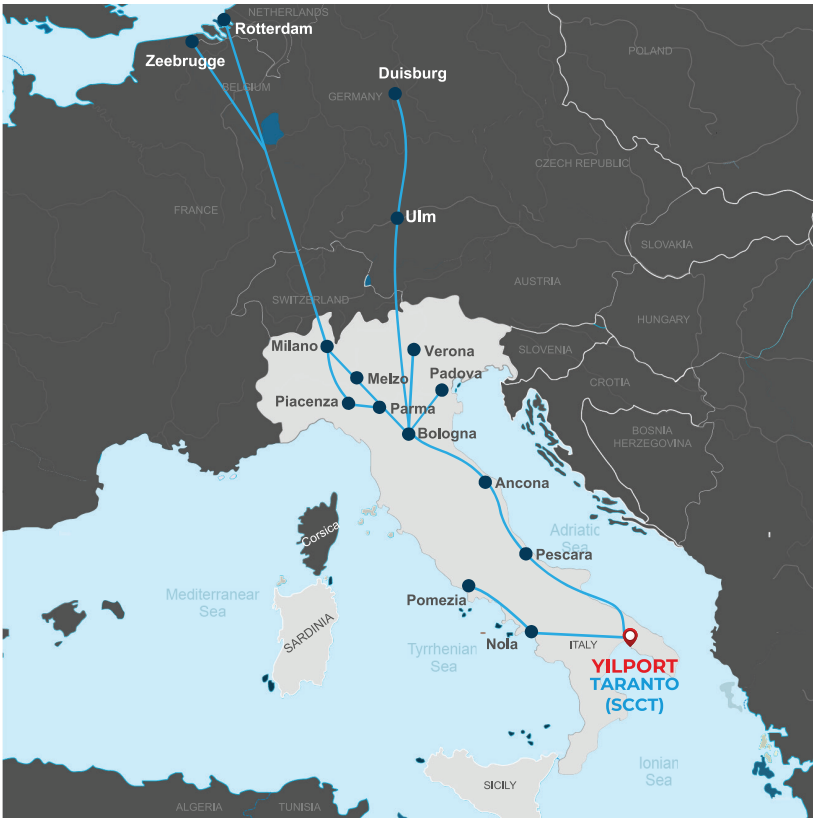 NETHERLANDS
Rotterdam
Zeebrugge
BELGIUM
POLAND
Duisburg
GERMANY
CZECH REPUBLIC
FRANCE
Ulm
SLOVAKIA
AUSTRIA
SWITZERLAND
HUNGARY
Milano
Verona
SLOVENIA
Melzo
Padova
CROTIA
Piacenza
Parma
Bologna
BOSNIA
HERZEGOVINA
Ancona
Corsica
Adriatic
Sea
Pescara
Mediterranear
Sea
Pomezia
SARDINIA
Tyrrhenian
Sea
Nola
ITALY
YILPORT
TARANTO
(SCCT)
Ionian
Sea
SICILY
ALGERIA
TUNISIA